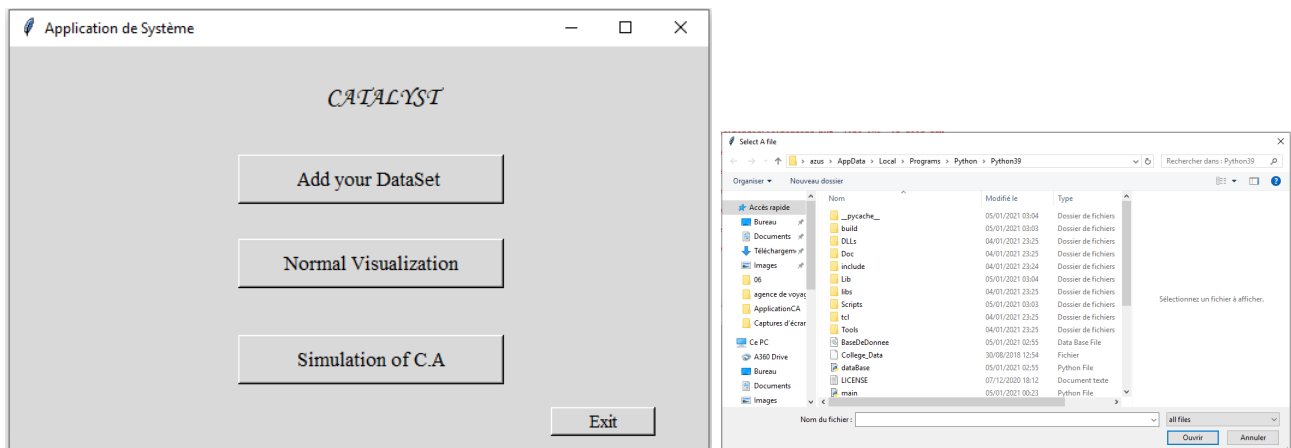 Application de Système
CATALYST
Add your DataSet
Normal Visualization
Simulation of C.A
Exit
Select A file
azus > AppData > Local > Programs > Python > Python39
Rechercher dans : Python39
Organiser Nouveau dossier
Nom Modifié le Type
Accès rapide
Bureau
Documents
Téléchargem
Images
06
agence de voyag
ApplicationCA
Captures d'écrar
Ce PC
A360 Drive
Bureau
Documents
Images
__pycache__ 05/01/2021 03:04 Dossier de fichiers
build 05/01/2021 03:03 Dossier de fichiers
DLLs 04/01/2021 23:25 Dossier de fichiers
Doc 04/01/2021 23:25 Dossier de fichiers
include 04/01/2021 23:24 Dossier de fichiers
Lib 05/01/2021 03:04 Dossier de fichiers
libs 04/01/2021 23:25 Dossier de fichiers
Scripts 05/01/2021 03:03 Dossier de fichiers
tcl 04/01/2021 23:25 Dossier de fichiers
Tools 04/01/2021 23:25 Dossier de fichiers
BaseDeDonnee 05/01/2021 02:55 Data Base File
College_Data 30/08/2018 12:54 Fichier
dataBase 05/01/2021 02:55 Python File
LICENSE 07/12/2020 18:12 Document texte
main 05/01/2021 00:23 Python File
Sélectionnez un fichier à afficher.
Nom du fichier : all files
Ouvrir Annuler